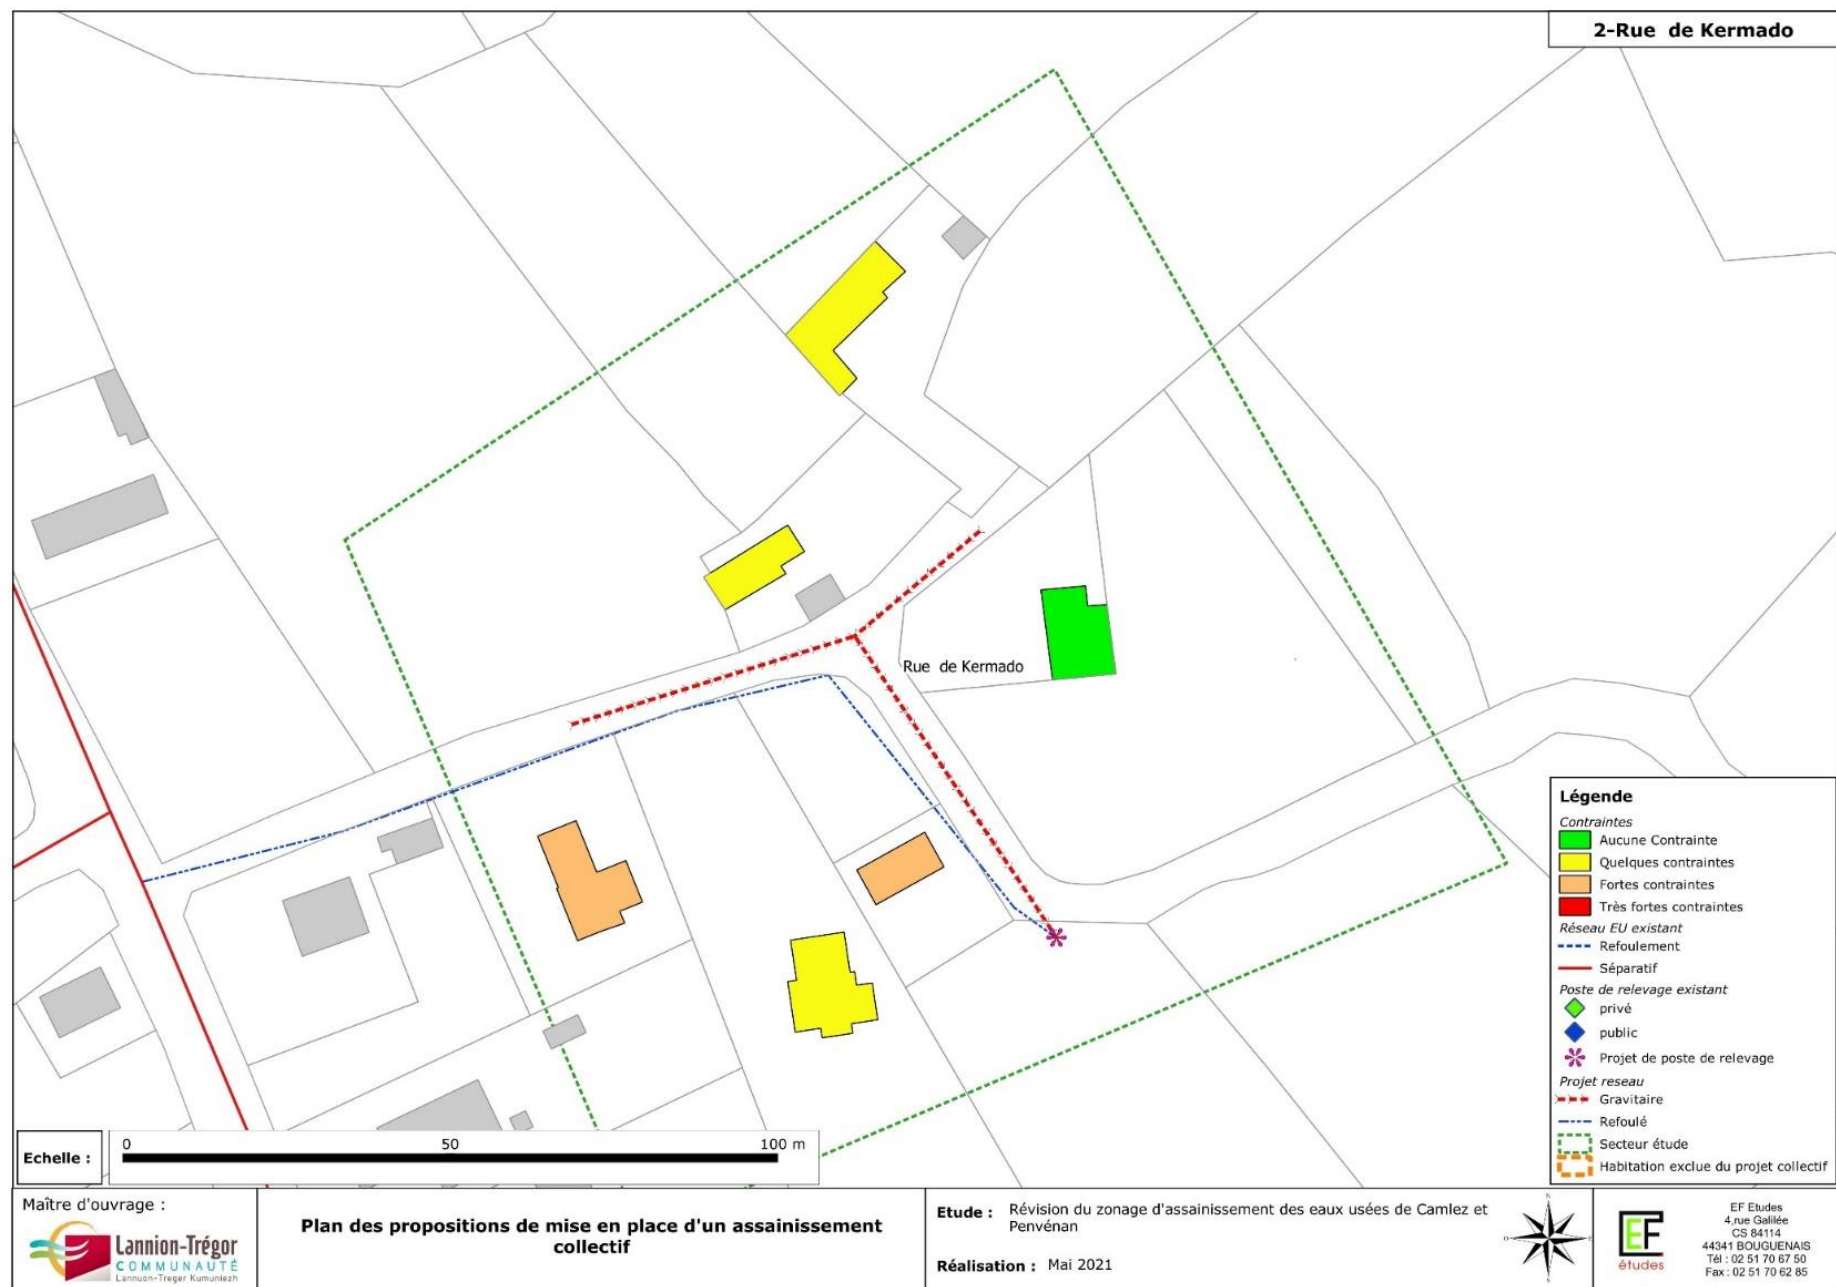 2-Rue de Kermado
Rue de Kermado
Légende
Contraintes
Aucune Contrainte
Quelques contraintes
Fortes contraintes
Très fortes contraintes
Réseau EU existant
Refoulement
Séparatif
Poste de relevage existant
privé
public
Projet de poste de relevage
Projet reseau
Gravitaire
Refoulé
Secteur étude
Habitation exclue du projet collectif
Echelle :
0 50 100 m
Maître d'ouvrage :
Lannion-Trégor
COMMUNAUTÉ
Lannuon-Treger Kumuniezh
Plan des propositions de mise en place d'un assainissement
collectif
Etude : Révision du zonage d'assainissement des eaux usées de Camlez et
Penvénan
Réalisation : Mai 2021
N
O
E
S
EF
études
EF Etudes
4,rue Galilée
CS 84114
44341 BOUGUENAIS
Tél : 02 51 70 67 50
Fax : 02 51 70 62 85